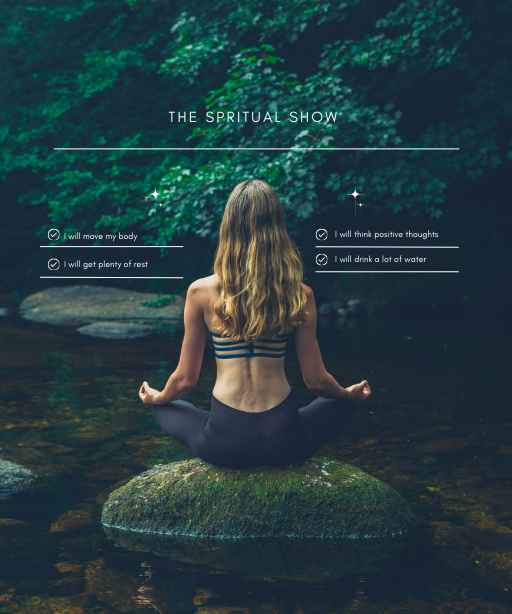 THE SPRITUAL SHOW
I will move my body
I will get plenty of rest
I will think positive thoughts
I will drink a lot of water